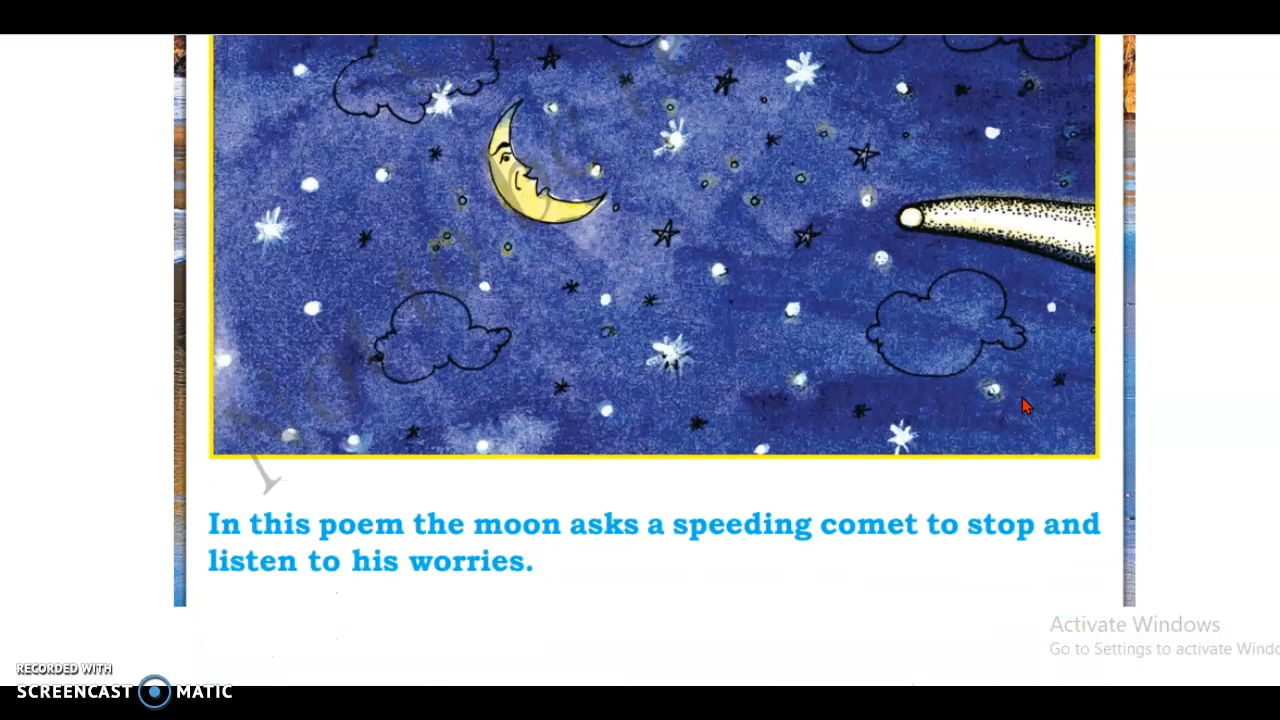 In this poem the moon asks a speeding comet to stop and
listen to his worries.
Activate Windows
Go to Settings to activate
RECORDED WITH
SCREENCAST MATIC